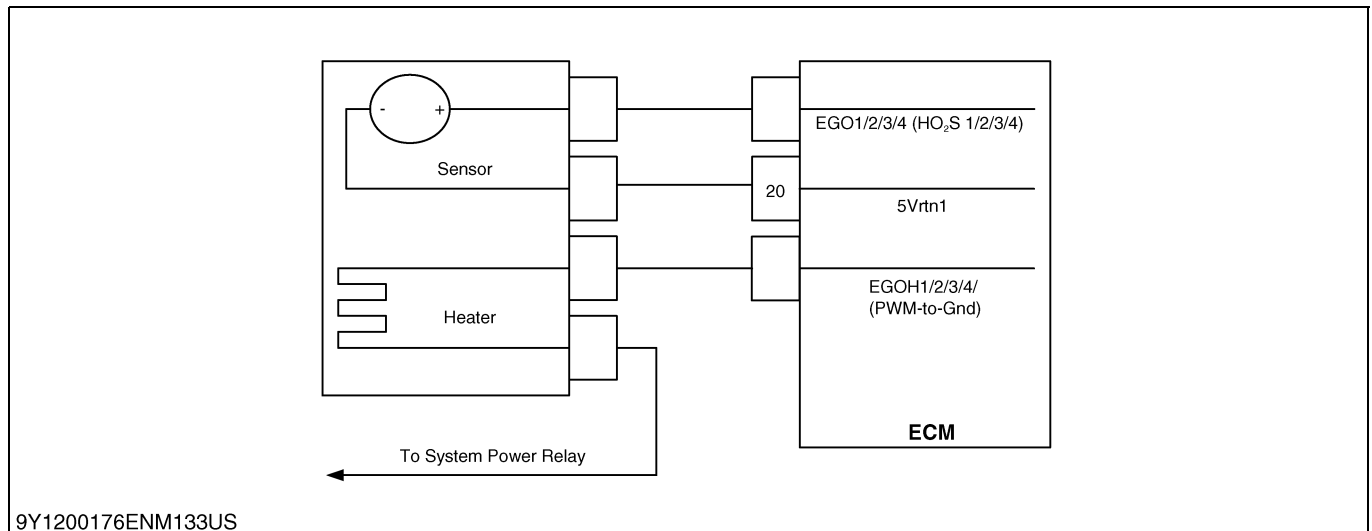 - +
EGO1/2/3/4 (HO₂S 1/2/3/4)
Sensor
20
5Vrtn1
EGOH1/2/3/4/
(PWM-to-Gnd)
Heater
ECM
To System Power Relay
9Y1200176ENM133US